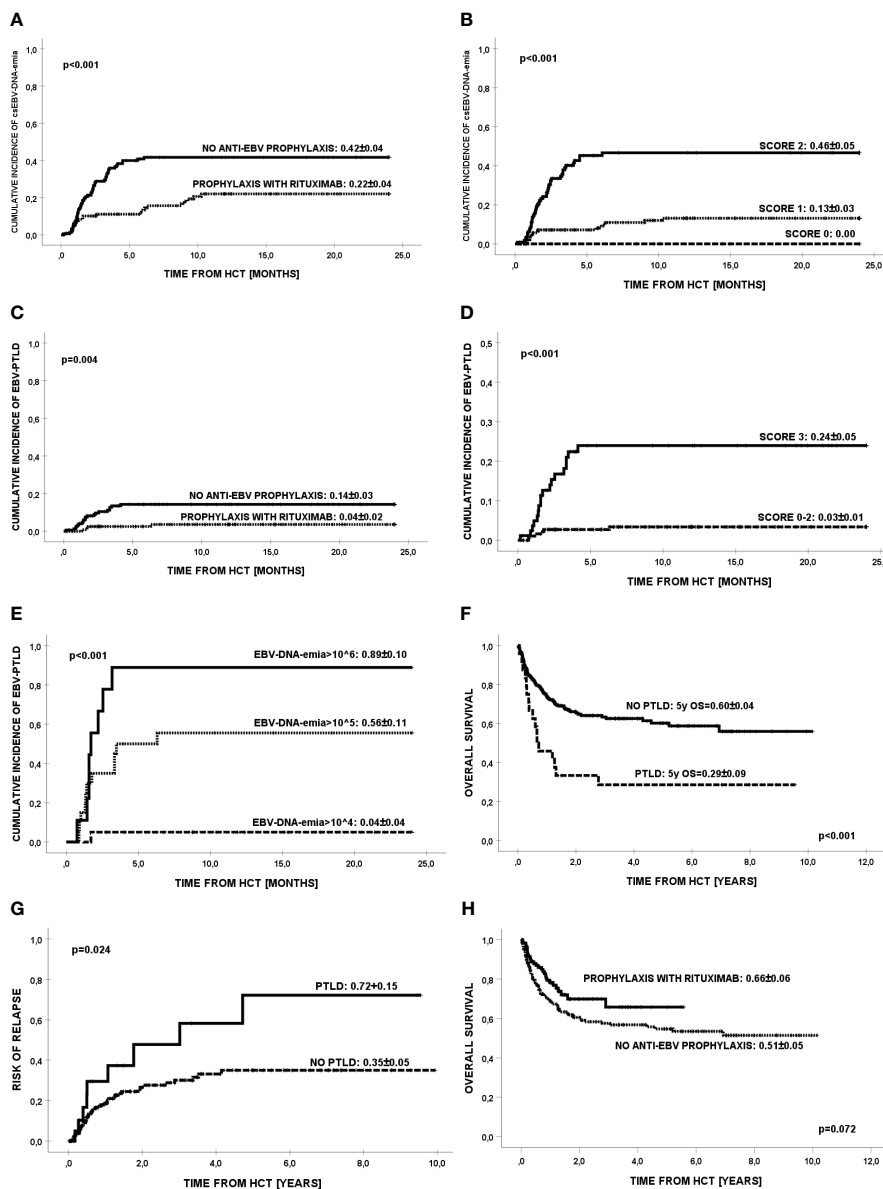 A
CUMULATIVE INCIDENCE of csEBV-DNA-emia
1,0
0,8
0,6
0,4
0,2
0,0
p<0.001
NO ANTI-EBV PROPHYLAXIS: 0.42±0.04
PROPHYLAXIS WITH RITUXIMAB: 0.22±0.04
,0
5,0
10,0
15,0
20,0
25,0
TIME FROM HCT [MONTHS]
B
CUMULATIVE INCIDENCE of csEBV-DNA-emia
1,0
0,8
0,6
0,4
0,2
0,0
p<0.001
SCORE 2: 0.46±0.05
SCORE 1: 0.13±0.03
SCORE 0: 0.00
,0
5,0
10,0
15,0
20,0
25,0
TIME FROM HCT [MONTHS]
C
CUMULATIVE INCIDENCE OF EBV-PTLD
1,0
0,8
0,6
0,4
0,2
0,0
p=0.004
NO ANTI-EBV PROPHYLAXIS: 0.14±0.03
PROPHYLAXIS WITH RITUXIMAB: 0.04±0.02
,0
5,0
10,0
15,0
20,0
25,0
TIME FROM HCT [MONTHS]
D
CUMULATIVE INCIDENCE OF EBV-PTLD
0,5
0,4
0,3
0,2
0,1
0,0
p<0.001
SCORE 3: 0.24±0.05
SCORE 0-2: 0.03±0.01
,0
5,0
10,0
15,0
20,0
25,0
TIME FROM HCT [MONTHS]
E
CUMULATIVE INCIDENCE OF EBV-PTLD
1,0
0,8
0,6
0,4
0,2
0,0
p<0.001
EBV-DNA-emia>10^6: 0.89±0.10
EBV-DNA-emia>10^5: 0.56±0.11
EBV-DNA-emia>10^4: 0.04±0.04
,0
5,0
10,0
15,0
20,0
25,0
TIME FROM HCT [MONTHS]
F
OVERALL SURVIVAL
1,0
0,8
0,6
0,4
0,2
0,0
NO PTLD: 5y OS=0.60±0.04
PTLD: 5y OS=0.29±0.09
p<0.001
,0
2,0
4,0
6,0
8,0
10,0
12,0
TIME FROM HCT [YEARS]
G
RISK OF RELAPSE
1,0
0,8
0,6
0,4
0,2
0,0
p=0.024
PTLD: 0.72+0.15
NO PTLD: 0.35±0.05
,0
2,0
4,0
6,0
8,0
10,0
TIME FROM HCT [YEARS]
H
OVERALL SURVIVAL
1,0
0,8
0,6
0,4
0,2
0,0
PROPHYLAXIS WITH RITUXIMAB: 0.66±0.06
NO ANTI-EBV PROPHYLAXIS: 0.51±0.05
p=0.072
,0
2,0
4,0
6,0
8,0
10,0
12,0
TIME FROM HCT [YEARS]